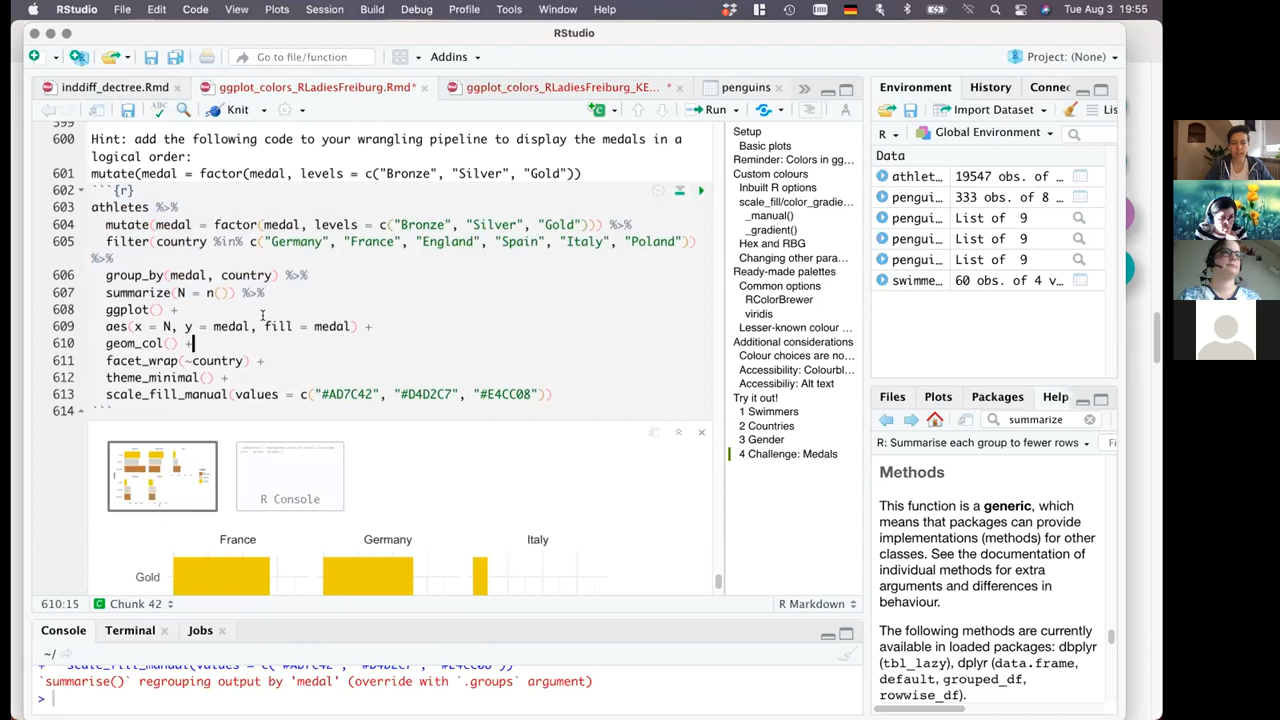 RStudio File Edit Code View Plots Session Build Debug Profile Tools Window Help Tue Aug 3 19:55
RStudio
Go to file/function Addins Project: (None)
inddiff_dectree.Rmd ggplot_colors_RLadiesFreiburg.Rmd* ggplot_colors_RLadiesFreiburg_KE... * penguins
Knit Run
599
600 Hint: add the following code to your wrangling pipeline to display the medals in a
logical order:
601 mutate(medal = factor(medal, levels = c("Bronze", "Silver", "Gold"))
602 ```{r}
603 athletes %>%
604 mutate(medal = factor(medal, levels = c("Bronze", "Silver", "Gold"))) %>%
605 filter(country %in% c("Germany", "France", "England", "Spain", "Italy", "Poland"))
%>%
606 group_by(medal, country) %>%
607 summarize(N = n()) %>%
608 ggplot() +
609 aes(x = N, y = medal, fill = medal) +
610 geom_col() +
611 facet_wrap(~country) +
612 theme_minimal() +
613 scale_fill_manual(values = c("#AD7C42", "#D4D2C7", "#E4CC08"))
614 ```
R Console
France Germany Italy
Gold
610:15 Chunk 42 R Markdown
Setup
Basic plots
Reminder: Colors in gg...
Custom colours
Inbuilt R options
scale_fill/color_gradie...
_manual()
_gradient()
Hex and RBG
Changing other para...
Ready-made palettes
Common options
RColorBrewer
viridis
Lesser-known colour ...
Additional considerations
Colour choices are no...
Accessibility: Colourbl...
Accessibiliy: Alt text
Try it out!
1 Swimmers
2 Countries
3 Gender
4 Challenge: Medals
Console Terminal Jobs
~/
+ scale_fill_manual(values = c("#AD7C42", "#D4D2C7", "#E4CC08"))
`summarise()` regrouping output by 'medal' (override with `.groups` argument)
>
Environment History Connec
Import Dataset Lis
R Global Environment
Data
athlet... 19547 obs. of ...
pengui... 333 obs. of 8 ...
pengui... List of 9
pengui... List of 9
pengui... List of 9
swimme... 60 obs. of 4 v...
Files Plots Packages Help
summarize
R: Summarise each group to fewer rows Fi
Methods
This function is a generic, which
means that packages can provide
implementations (methods) for other
classes. See the documentation of
individual methods for extra
arguments and differences in
behaviour.
The following methods are currently
available in loaded packages: dbplyr
(tbl_lazy), dplyr (data.frame,
default, grouped_df,
rowwise_df).